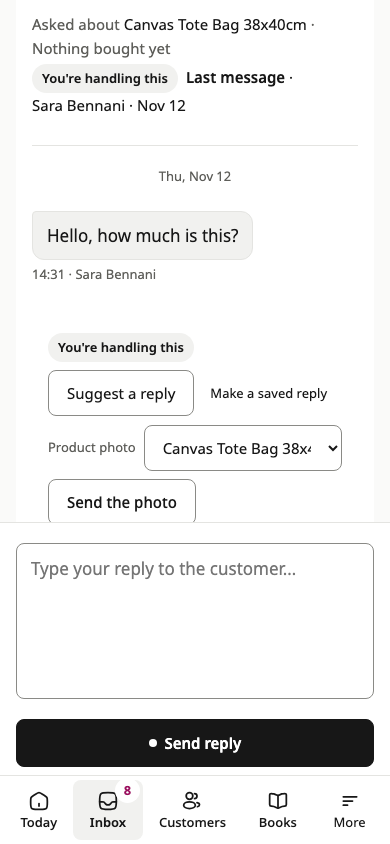 Asked about Canvas Tote Bag 38x40cm ·
Nothing bought yet
You're handling this Last message ·
Sara Bennani · Nov 12
Thu, Nov 12
Hello, how much is this?
14:31 · Sara Bennani
You're handling this
Suggest a reply Make a saved reply
Product photo Canvas Tote Bag 38x
Send the photo
Type your reply to the customer...
Send reply
8
Today Inbox Customers Books More